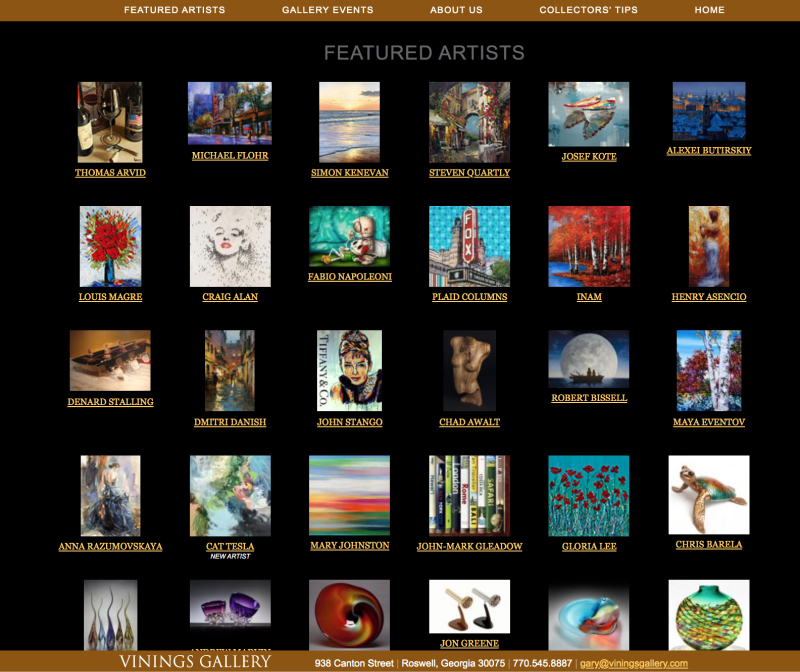 FEATURED ARTISTS GALLERY EVENTS ABOUT US COLLECTORS' TIPS HOME
FEATURED ARTISTS
THOMAS ARVID MICHAEL FLOHR SIMON KENEVAN STEVEN QUARTLY JOSEF KOTE ALEXEI BUTIRSKIY
FOX
LOUIS MAGRE CRAIG ALAN FABIO NAPOLEONI PLAID COLUMNS INAM HENRY ASENCIO
TIFFANY & CO.
DENARD STALLING DMITRI DANISH JOHN STANGO CHAD AWALT ROBERT BISSELL MAYA EVENTOV
London
Rome
SAFARI
ANNA RAZUMOVSKAYA CAT TESLA MARY JOHNSTON JOHN-MARK GLEADOW GLORIA LEE CHRIS BARELA
NEW ARTIST
JON GREENE
VININGS GALLERY 938 Canton Street | Roswell, Georgia 30075 | 770.545.8887 | gary@viningsgallery.com